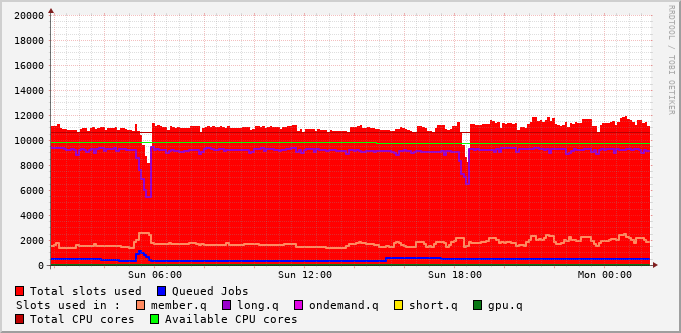 20000
18000
16000
14000
12000
10000
8000
6000
4000
2000
0
Sun 06:00 Sun 12:00 Sun 18:00 Mon 00:00
RRDTOOL / TOBI OETIKER
Total slots used Queued Jobs
Slots used in : member.q long.q ondemand.q short.q gpu.q
Total CPU cores Available CPU cores